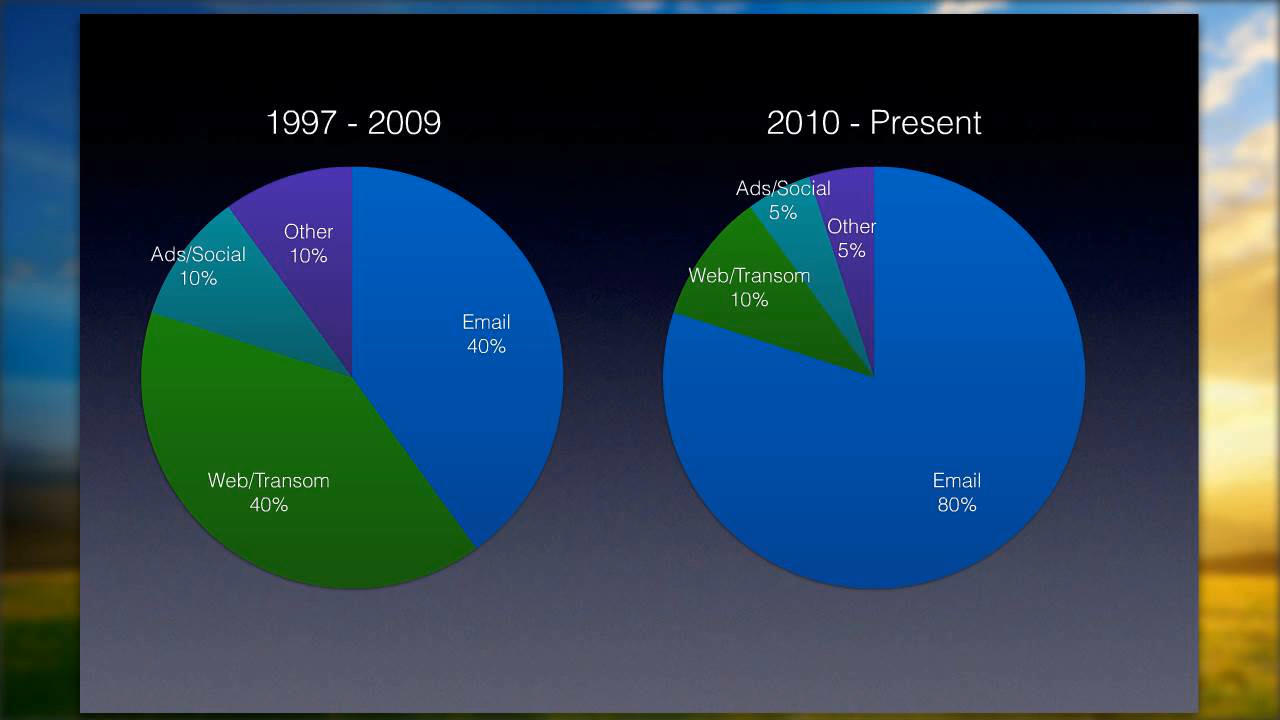 1997 - 2009
Other
10%
Ads/Social
10%
Email
40%
Web/Transom
40%
2010 - Present
Ads/Social
5%
Other
5%
Web/Transom
10%
Email
80%